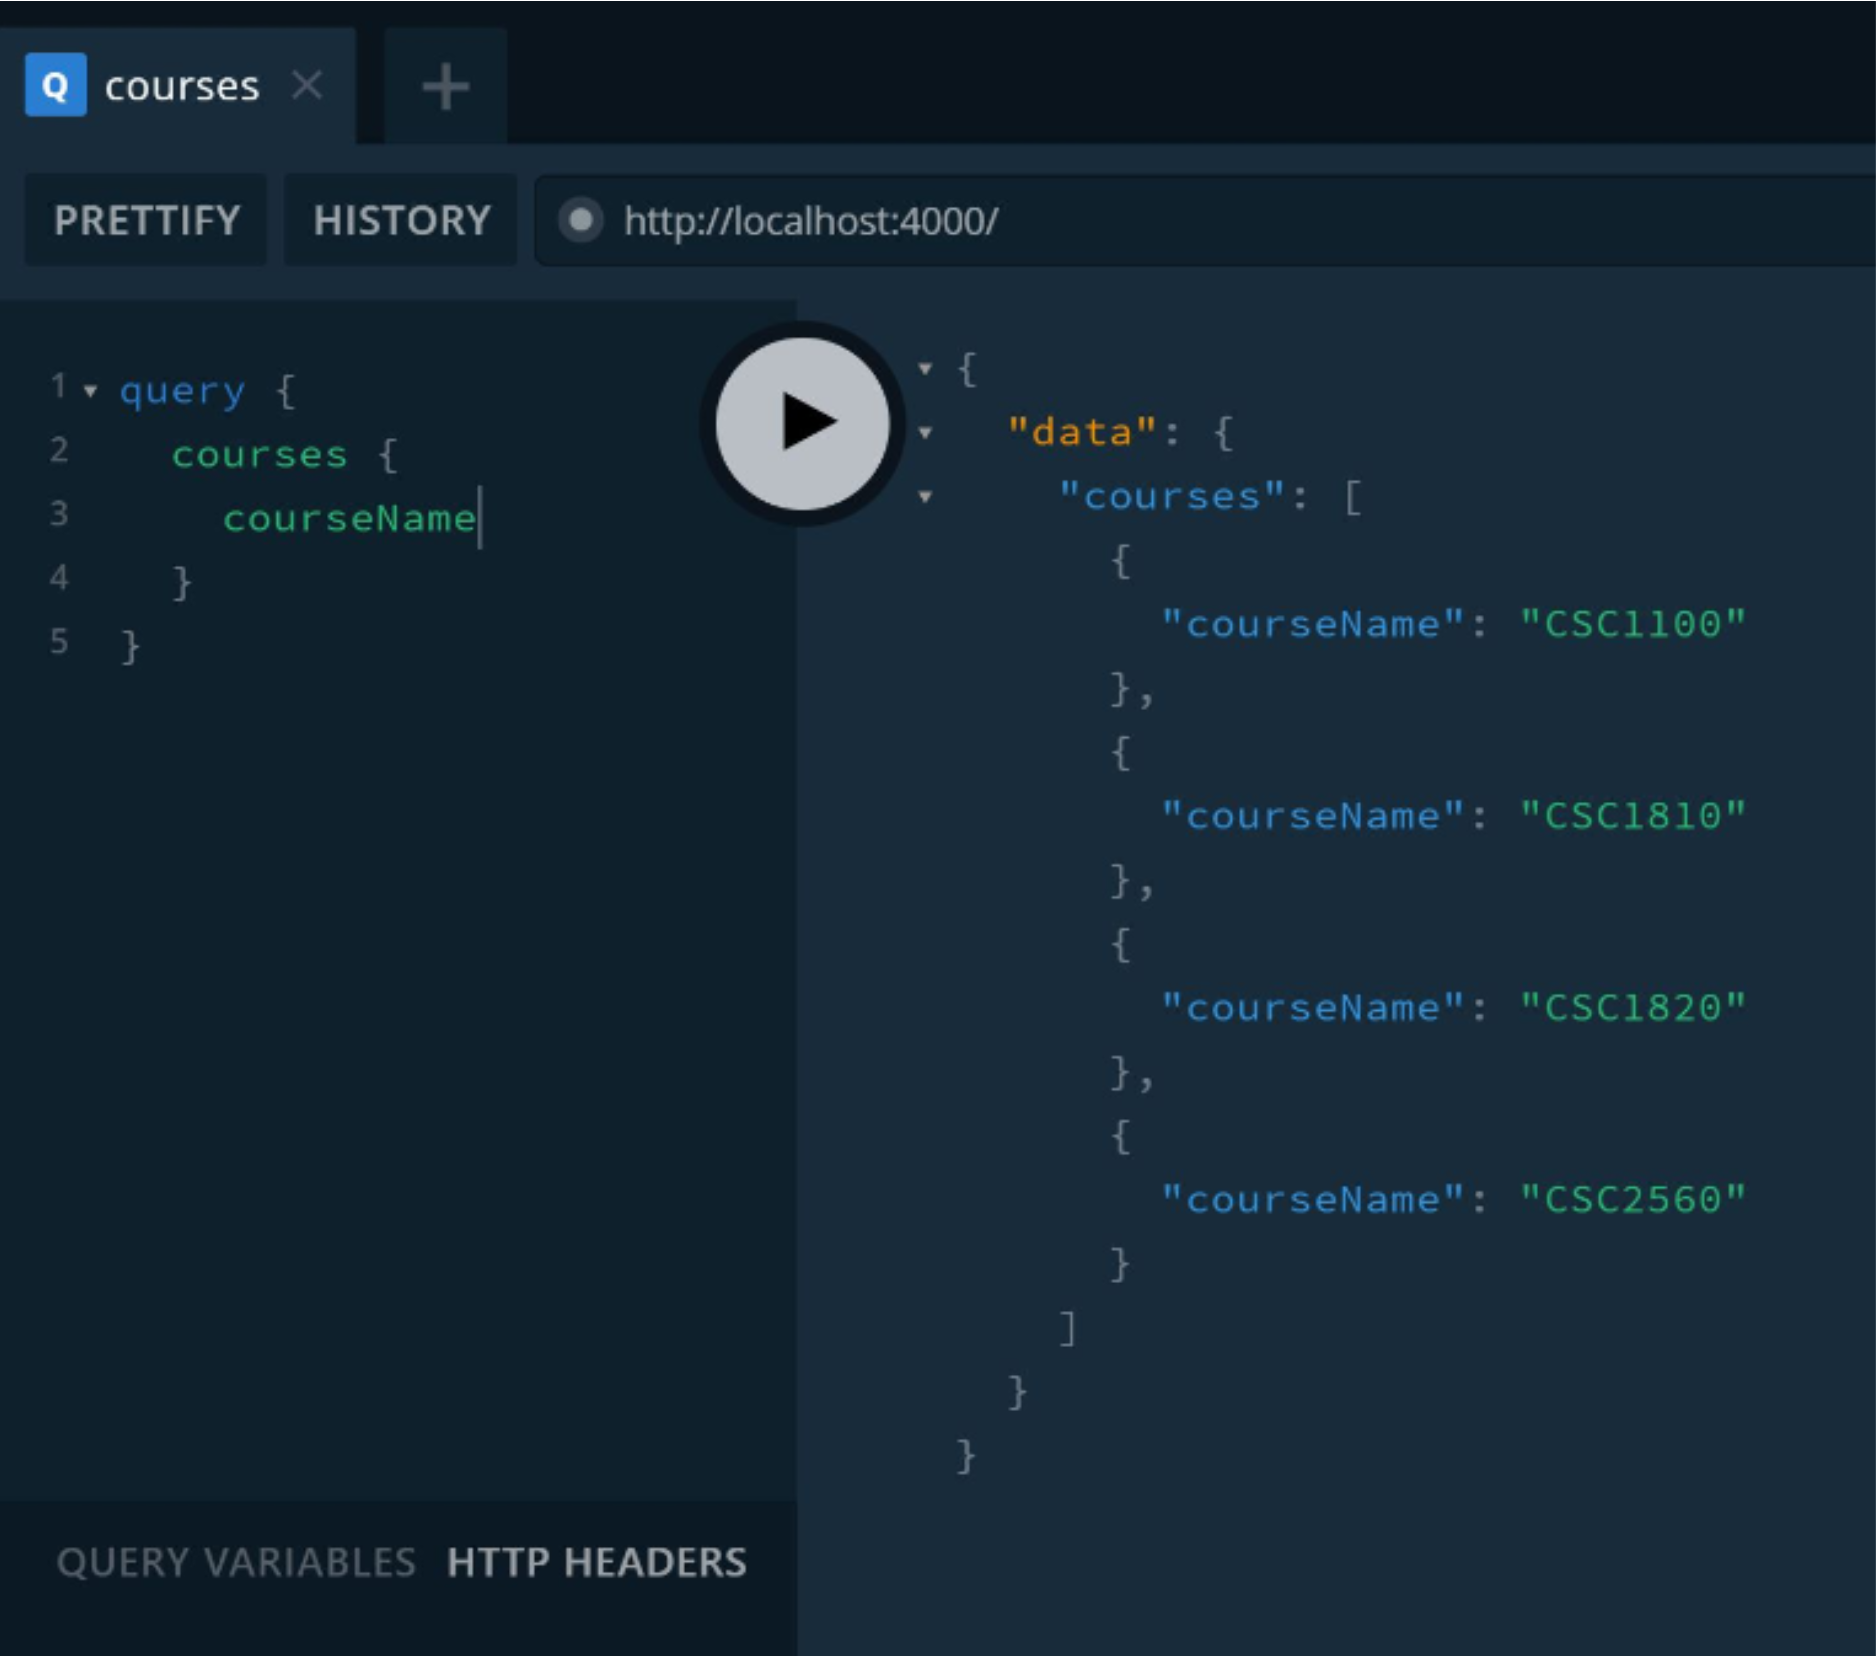 Q courses × +
PRETTIFY HISTORY http://localhost:4000/
1 query {
2 courses {
3 courseName
4 }
5 }
{
"data": {
"courses": [
{
"courseName": "CSC1100"
},
{
"courseName": "CSC1810"
},
{
"courseName": "CSC1820"
},
{
"courseName": "CSC2560"
}
]
}
}
QUERY VARIABLES HTTP HEADERS